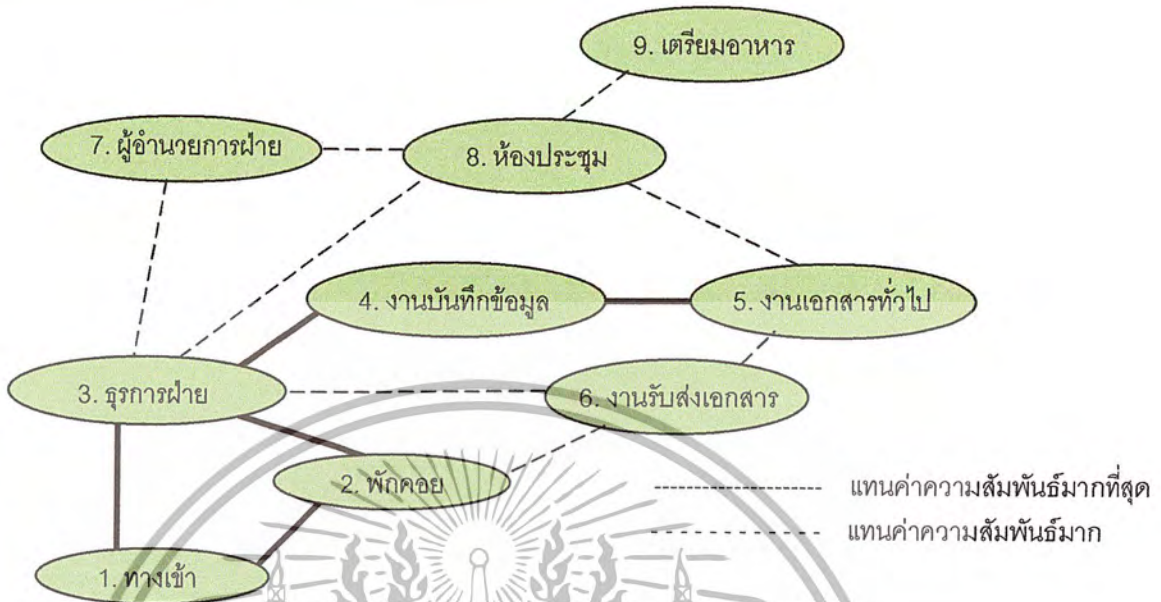 9. เตรียมอาหาร
7. ผู้อำนวยการฝ่าย
8. ห้องประชุม
4. งานบันทึกข้อมูล
5. งานเอกสารทั่วไป
3. ธุรการฝ่าย
6. งานรับส่งเอกสาร
2. พักคอย
แทนค่าความสัมพันธ์มากที่สุด
แทนค่าความสัมพันธ์มาก
1. ทางเข้า